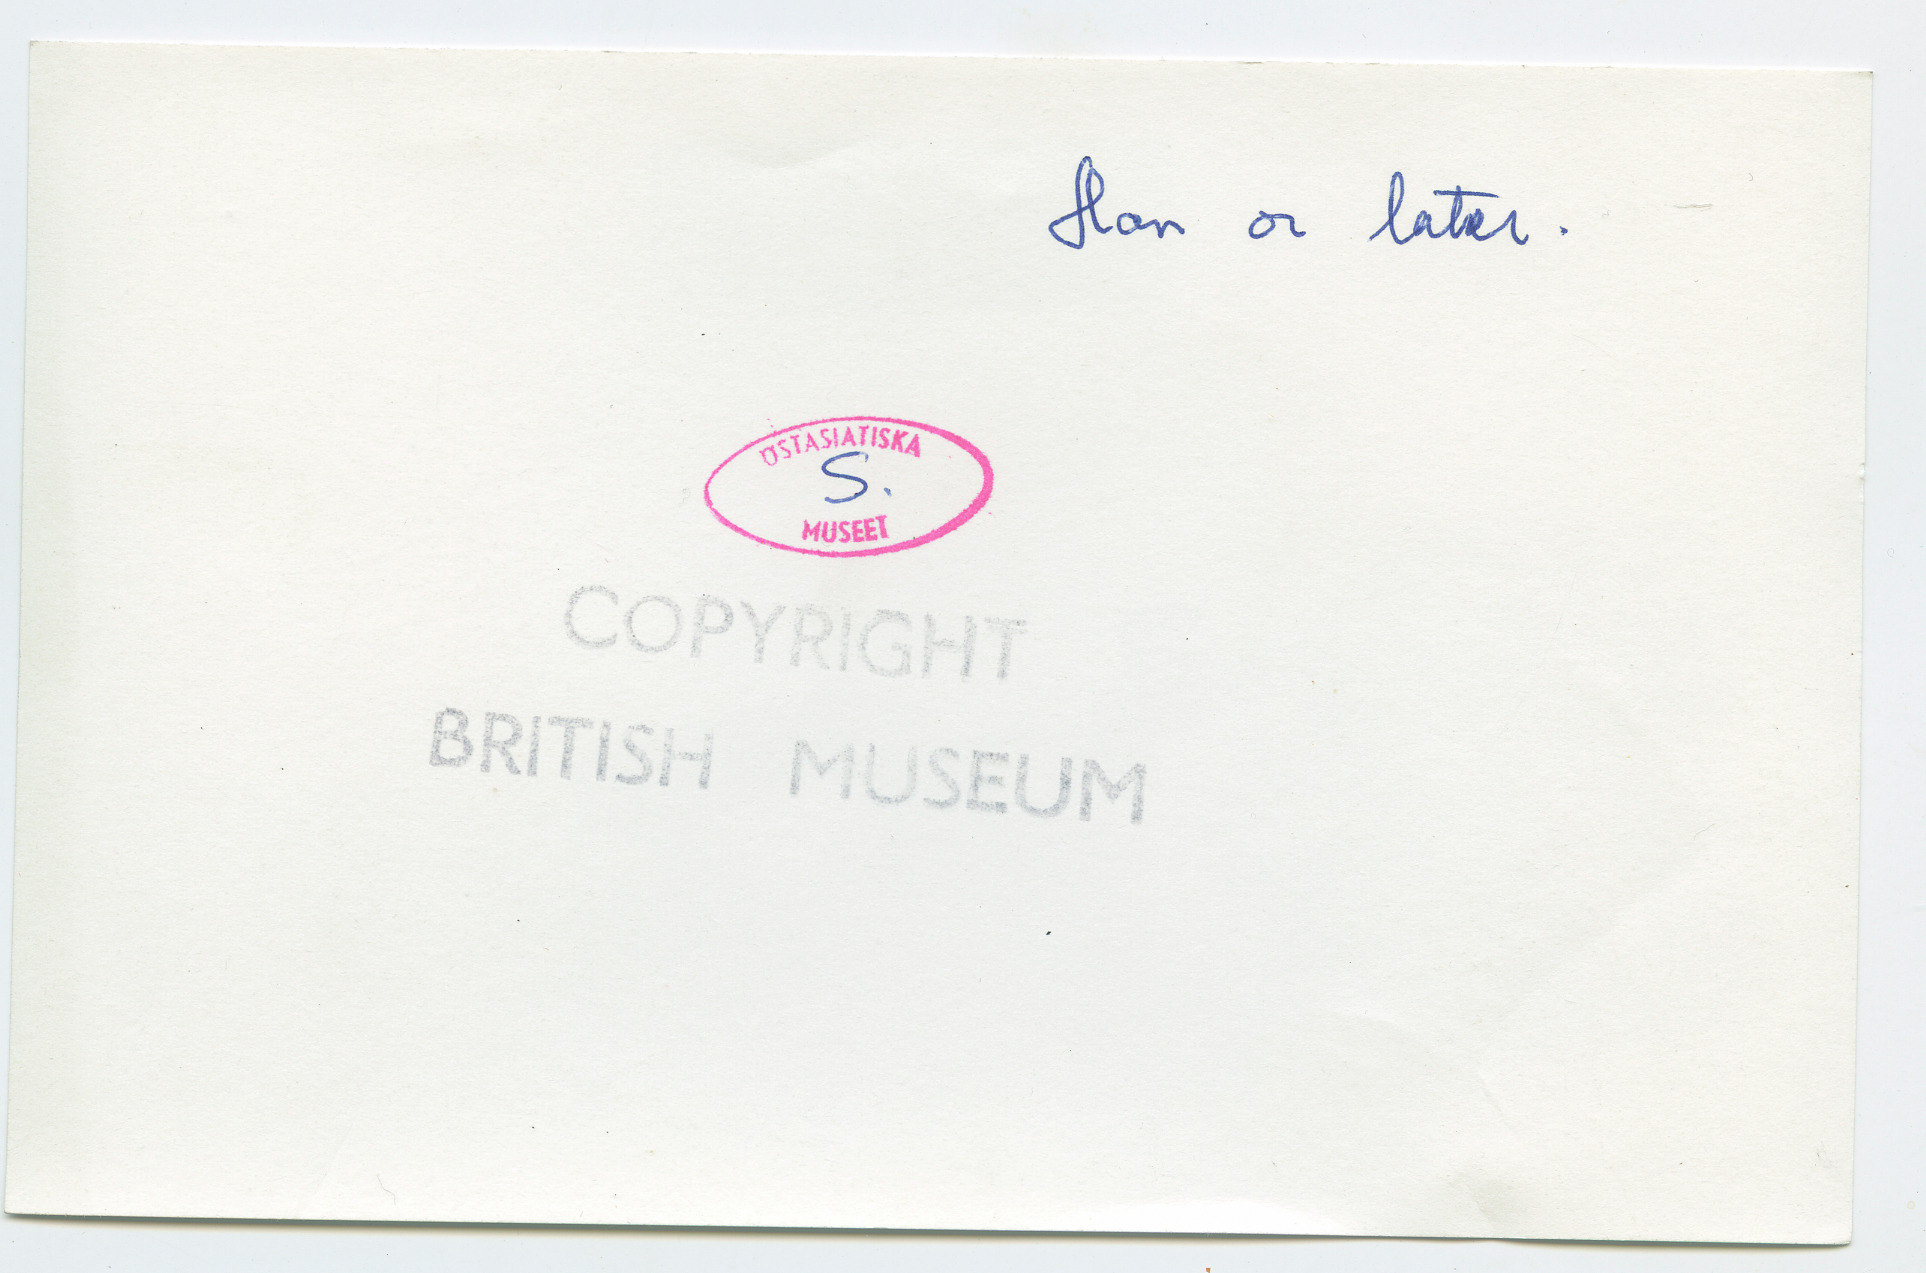 Han or later.
ÖSTASIATISKA
S.
MUSEET
COPYRIGHT
BRITISH MUSEUM